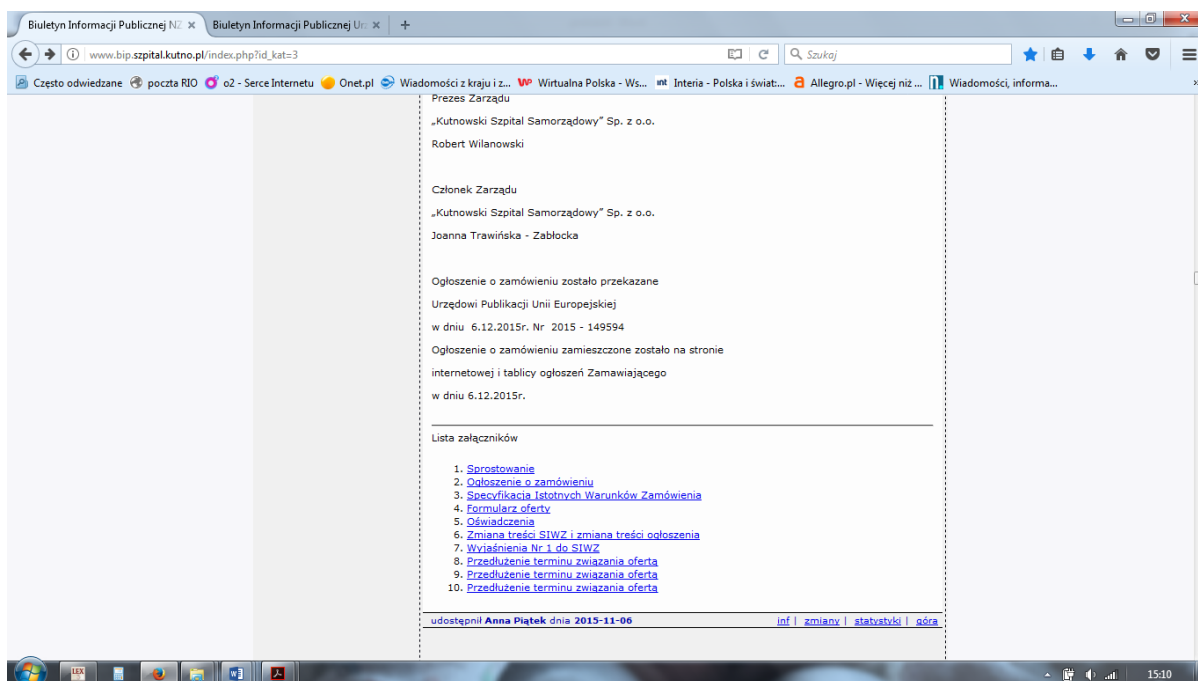 Biuletyn Informacji Publicznej NZ × Biuletyn Informacji Publicznej Ur × +
www.bip.szpital.kutno.pl/index.php?id_kat=3 Szukaj
Często odwiedzane poczta RIO o2 - Serce Internetu Onet.pl Wiadomości z kraju i z... WP Wirtualna Polska - Ws... int Interia - Polska i świat:... a Allegro.pl - Więcej niż ... Wiadomości, informa... »
Prezes Zarządu
„Kutnowski Szpital Samorządowy” Sp. z o.o.
Robert Wilanowski
Członek Zarządu
„Kutnowski Szpital Samorządowy” Sp. z o.o.
Joanna Trawińska - Zabłocka
Ogłoszenie o zamówieniu zostało przekazane
Urzędowi Publikacji Unii Europejskiej
w dniu 6.12.2015r. Nr 2015 - 149594
Ogłoszenie o zamówieniu zamieszczone zostało na stronie
internetowej i tablicy ogłoszeń Zamawiającego
w dniu 6.12.2015r.
Lista załączników
1. Sprostowanie
2. Ogłoszenie o zamówieniu
3. Specyfikacja Istotnych Warunków Zamówienia
4. Formularz oferty
5. Oświadczenia
6. Zmiana treści SIWZ i zmiana treści ogłoszenia
7. Wyjaśnienia Nr 1 do SIWZ
8. Przedłużenie terminu związania ofertą
9. Przedłużenie terminu związania ofertą
10. Przedłużenie terminu związania ofertą
udostępnił Anna Piątek dnia 2015-11-06 inf | zmiany | statystyki | góra
LEX 15:10